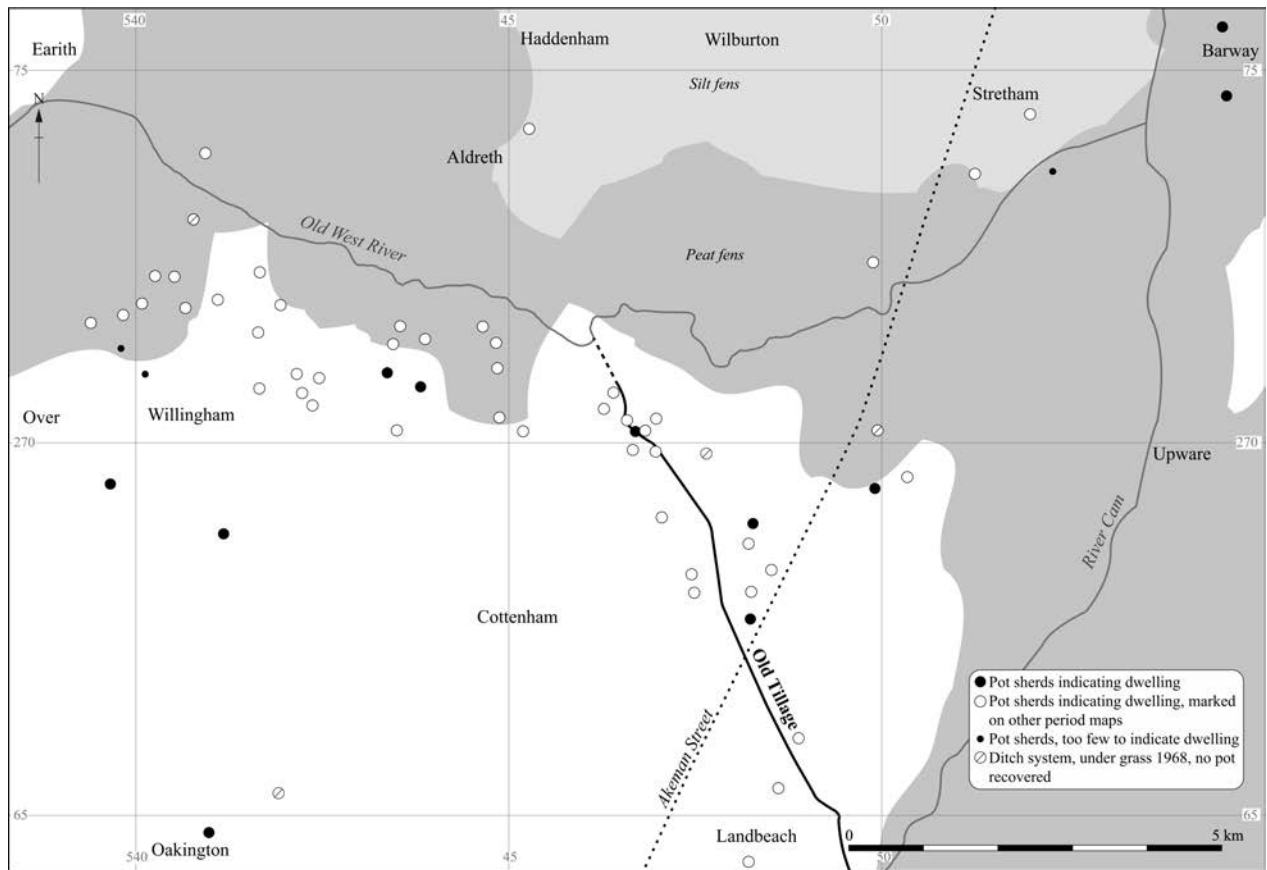 540
45
50
Earith
Haddenham
Wilburton
Barway
75
75
Silt fens
Stretham
N
Aldreth
Old West River
Peat fens
Over
Willingham
270
270
Upware
River Cam
Cottenham
Old Tillage
Akeman Street
Pot sherds indicating dwelling
Pot sherds indicating dwelling, marked
on other period maps
Pot sherds, too few to indicate dwelling
Ditch system, under grass 1968, no pot
recovered
65
65
Landbeach
0
5 km
Oakington
540
45
50